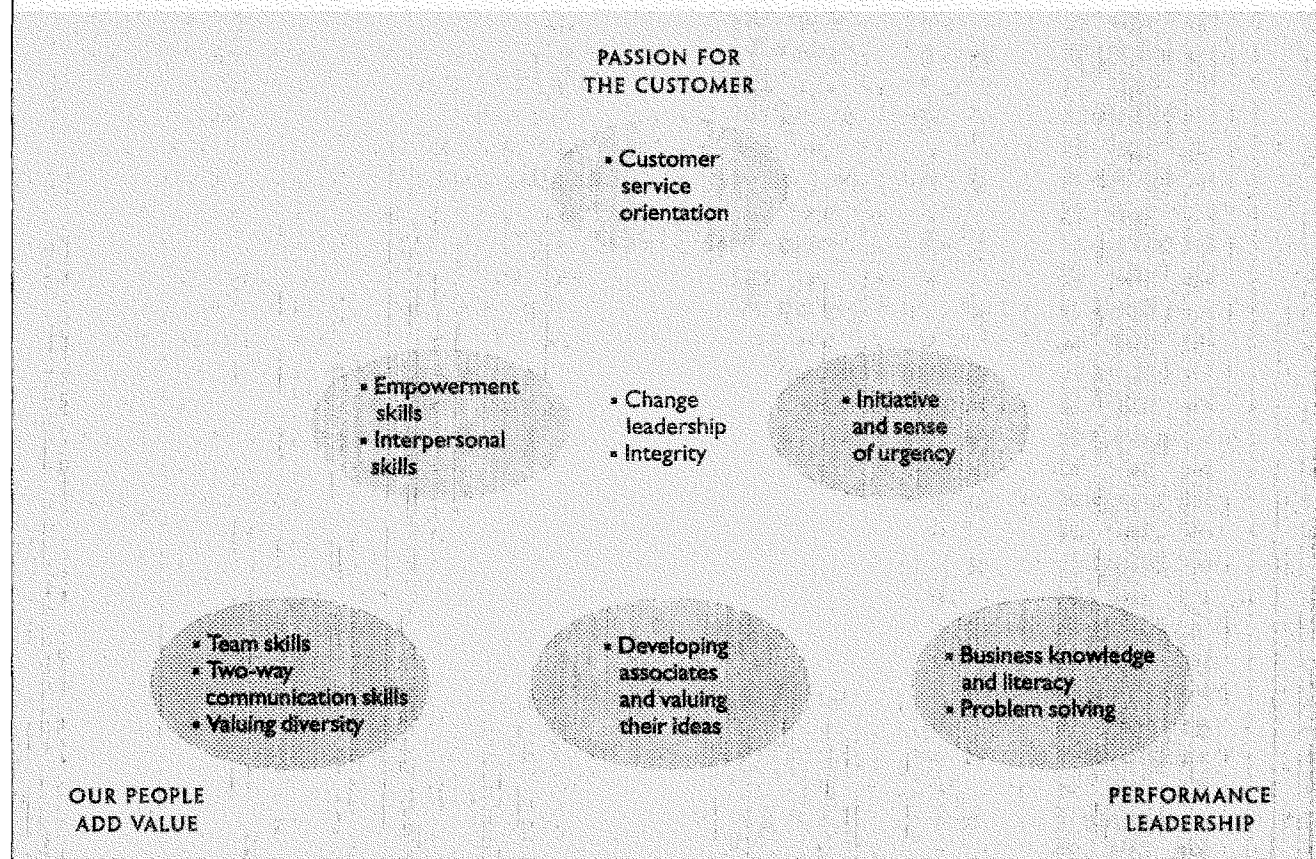 PASSION FOR
THE CUSTOMER
▪ Customer
service
orientation
▪ Empowerment
skills
▪ Interpersonal
skills
▪ Change
leadership
▪ Integrity
▪ Initiative
and sense
of urgency
▪ Team skills
▪ Two-way
communication skills
▪ Valuing diversity
▪ Developing
associates
and valuing
their ideas
▪ Business knowledge
and literacy
▪ Problem solving
OUR PEOPLE
ADD VALUE
PERFORMANCE
LEADERSHIP